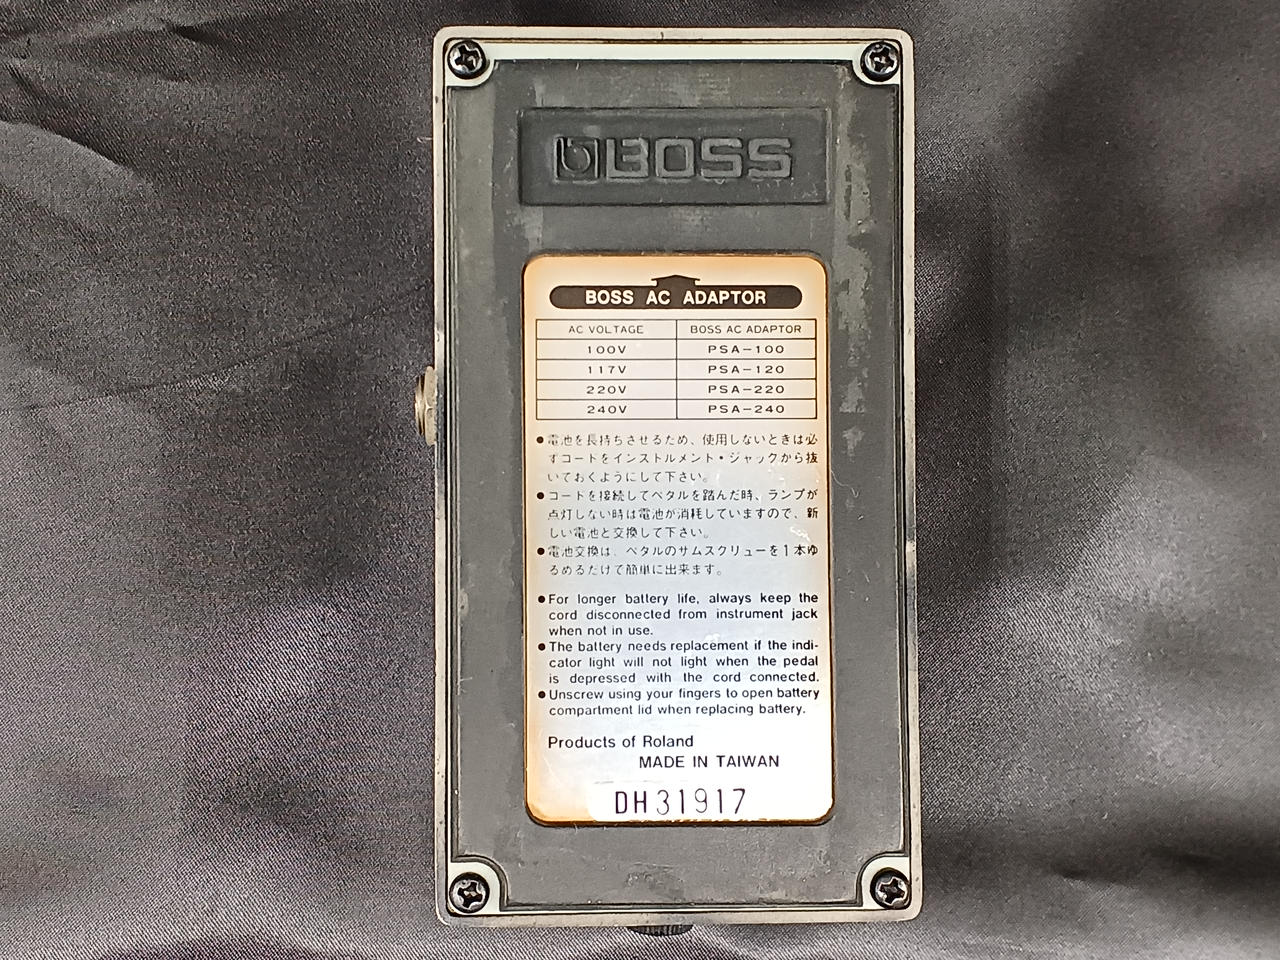 BOSS
BOSS AC ADAPTOR
AC VOLTAGE BOSS AC ADAPTOR
100V PSA-100
117V PSA-120
220V PSA-220
240V PSA-240
●電池を長持ちさせるため、使用しないときは必
ずコードをインストルメント・ジャックから抜
いておくようにして下さい。
●コードを接続してペタルを踏んだ時、ランプが
点灯しない時は電池が消耗していますので、新
しい電池と交換して下さい。
●電池交換は、ペタルのサムスクリューを1本ゆ
るめるだけで簡単に出来ます。
●For longer battery life, always keep the
cord disconnected from instrument jack
when not in use.
●The battery needs replacement if the indi-
cator light will not light when the pedal
is depressed with the cord connected.
●Unscrew using your fingers to open battery
compartment lid when replacing battery.
Products of Roland
MADE IN TAIWAN
DH31917